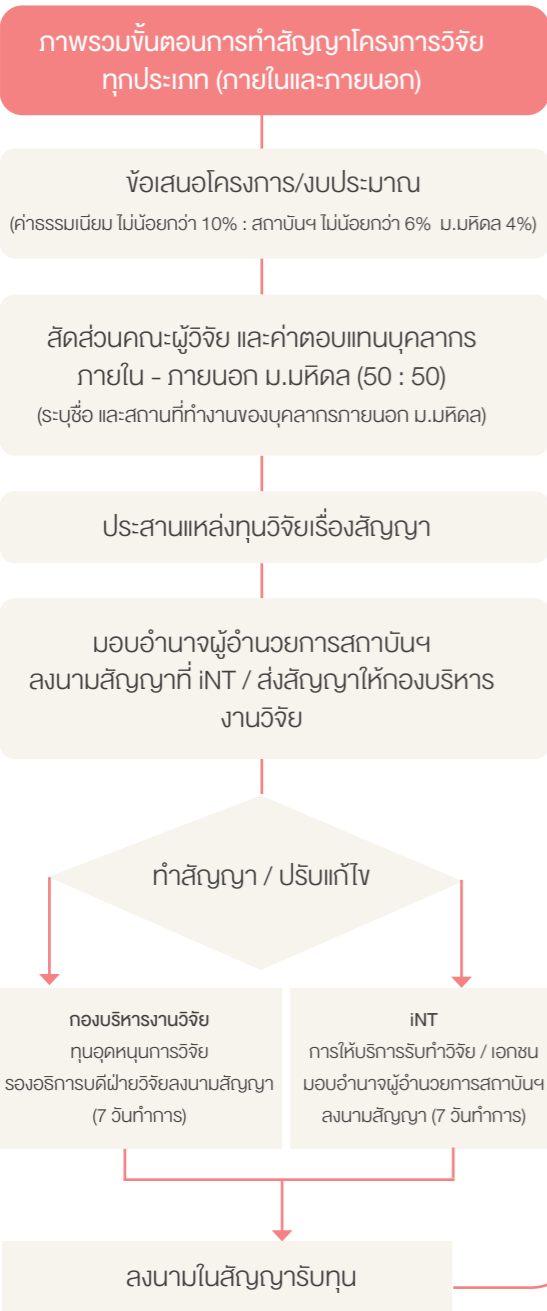 ภาพรวมขั้นตอนการทำสัญญาโครงการวิจัย
ทุกประเภท (ภายในและภายนอก)
ข้อเสนอโครงการ/งบประมาณ
(ค่าธรรมเนียม ไม่น้อยกว่า 10% : สถาบันฯ ไม่น้อยกว่า 6% ม.มหิดล 4%)
สัดส่วนคณะผู้วิจัย และค่าตอบแทนบุคลากร
ภายใน - ภายนอก ม.มหิดล (50 : 50)
(ระบุชื่อ และสถานที่ทำงานของบุคลากรภายนอก ม.มหิดล)
ประสานแหล่งทุนวิจัยเรื่องสัญญา
มอบอำนาจผู้อำนวยการสถาบันฯ
ลงนามสัญญาที่ iNT / ส่งสัญญาให้กองบริหาร
งานวิจัย
ทำสัญญา / ปรับแก้ไข
กองบริหารงานวิจัย
ทุนอุดหนุนการวิจัย
รองอธิการบดีฝ่ายวิจัยลงนามสัญญา
(7 วันทำการ)
iNT
การให้บริการรับทำวิจัย / เอกชน
มอบอำนาจผู้อำนวยการสถาบันฯ
ลงนามสัญญา (7 วันทำการ)
ลงนามในสัญญารับทุน